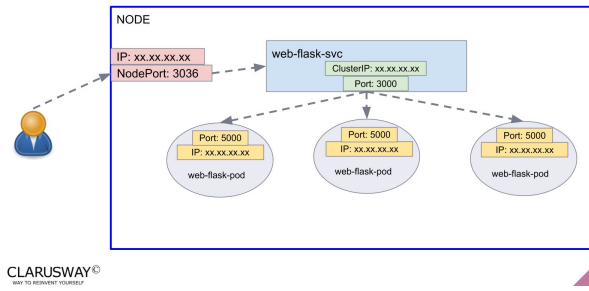 NODE
IP: xx.xx.xx.xx
NodePort: 3036
web-flask-svc
ClusterIP: xx.xx.xx.xx
Port: 3000
Port: 5000
IP: xx.xx.xx.xx
web-flask-pod
Port: 5000
IP: xx.xx.xx.xx
web-flask-pod
Port: 5000
IP: xx.xx.xx.xx
web-flask-pod
CLARUSWAY©
WAY TO REINVENT YOURSELF